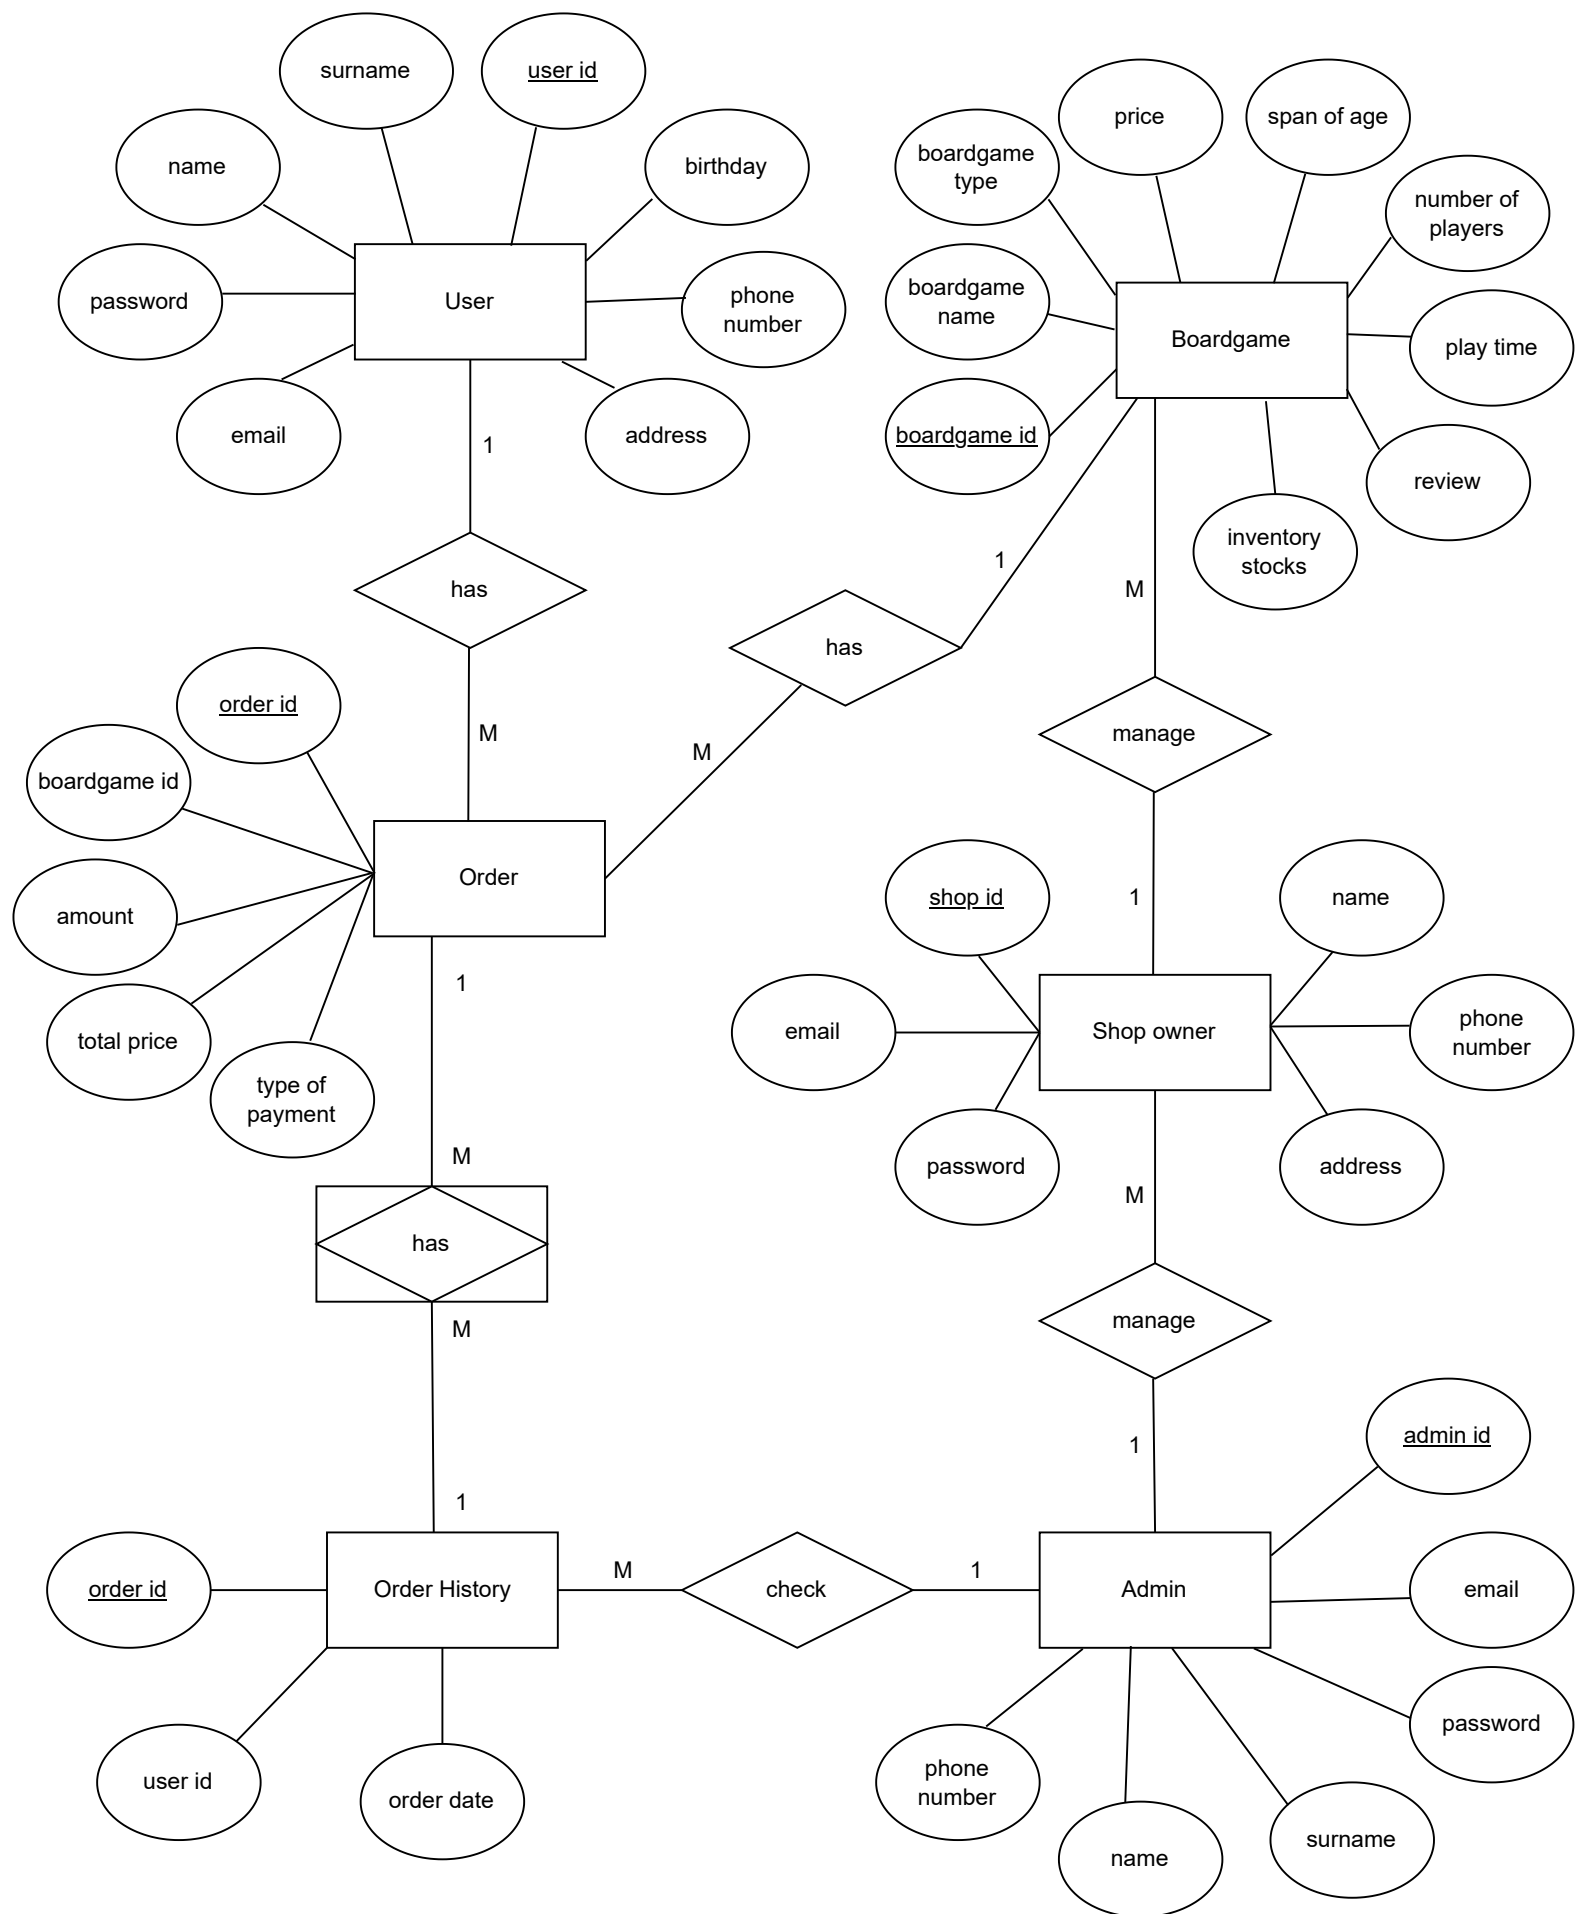 surname
user id
price
span of age
name
birthday
boardgame
type
number of
players
password
User
phone
number
boardgame
name
Boardgame
play time
email
address
boardgame id
review
1
inventory
stocks
1
M
has
has
order id
M
M
manage
boardgame id
Order
amount
1
shop id
name
total price
1
email
Shop owner
phone
number
type of
payment
M
password
address
M
has
M
manage
1
1
admin id
order id
Order History
M
check
1
Admin
email
user id
order date
phone
number
name
surname
password